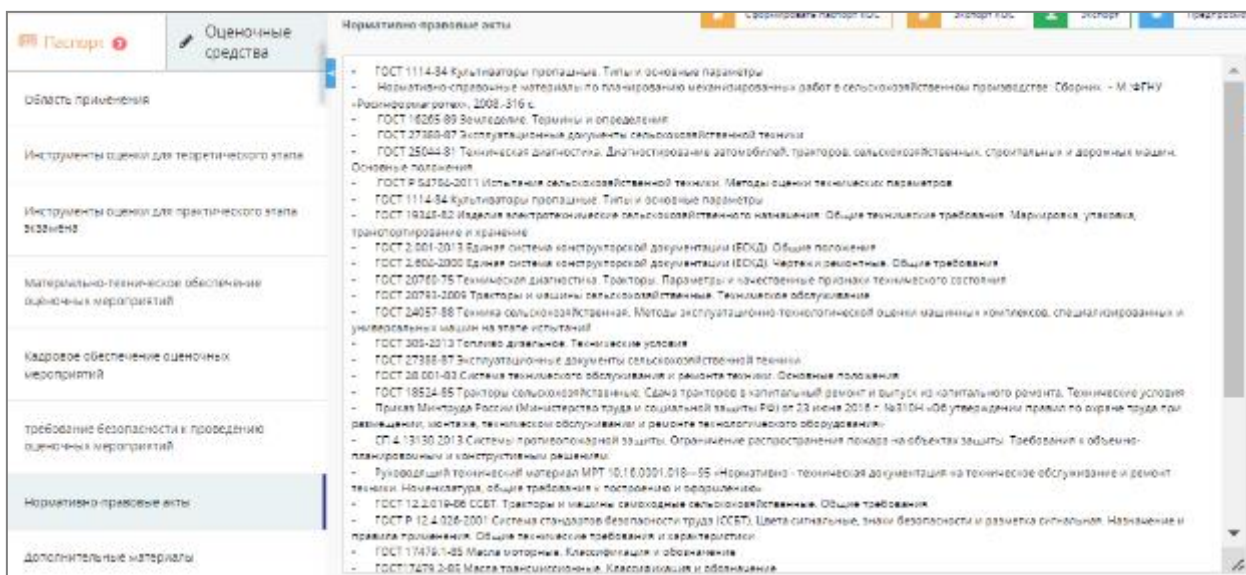 Паспорт
Оценочные
средства
Область применения
Инструменты оценки для теоретического этапа
Инструменты оценки для практического этапа
экзамена
Материально-техническое обеспечение
оценочных мероприятий
Кадровое обеспечение оценочных
мероприятий
требование безопасности к проведению
оценочных мероприятий
Нормативно-правовые акты
дополнительные материалы
Нормативно-правовые акты
Сформировать паспорт КОС
Экспорт КОС
Экспорт
- ГОСТ 1114-84 Культиваторы пропашные. Типы и основные параметры
- Нормативно-справочные материалы по планированию механизированных работ в сельскохозяйственном производстве: Сборник. – М.:ФГНУ
«Росинформагротех», 2008.-316 с.
- ГОСТ 16265-89 Земледелие. Термины и определения
- ГОСТ 27388-87 Эксплуатационные документы сельскохозяйственной техники
- ГОСТ 25044-81 Техническая диагностика. Диагностирование автомобилей, тракторов, сельскохозяйственных, строительных и дорожных машин.
Основные положения
- ГОСТ Р 54784-2011 Испытания сельскохозяйственной техники. Методы оценки технических параметров
- ГОСТ 1114-84 Культиваторы пропашные. Типы и основные параметры
- ГОСТ 19348-82 Изделия электротехнические сельскохозяйственного назначения. Общие технические требования. Маркировка, упаковка,
транспортирование и хранение
- ГОСТ 2.001-2013 Единая система конструкторской документации (ЕСКД). Общие положения
- ГОСТ 2.604-2000 Единая система конструкторской документации (ЕСКД). Чертежи ремонтные. Общие требования
- ГОСТ 20760-75 Техническая диагностика. Тракторы. Параметры и качественные признаки технического состояния
- ГОСТ 20793-2009 Тракторы и машины сельскохозяйственные. Техническое обслуживание
- ГОСТ 24057-88 Техника сельскохозяйственная. Методы эксплуатационно-технологической оценки машинных комплексов, специализированных и
универсальных машин на этапе испытаний
- ГОСТ 305-2013 Топливо дизельное. Технические условия
- ГОСТ 27388-87 Эксплуатационные документы сельскохозяйственной техники
- ГОСТ 28.001-83 Система технического обслуживания и ремонта техники. Основные положения
- ГОСТ 18524-85 Тракторы сельскохозяйственные. Сдача тракторов в капитальный ремонт и выпуск из капитального ремонта. Технические условия
- Приказ Минтруда России (Министерство труда и социальной защиты РФ) от 23 июня 2016 г. №310Н «Об утверждении правил по охране труда при
размещении, монтаже, техническом обслуживании и ремонте технологического оборудования»
- СП 4.13130.2013 Системы противопожарной защиты. Ограничение распространения пожара на объектах защиты. Требования к объемно-
планировочным и конструктивным решениям.
- Руководящий технический материал МРТ 10.16.0001.018—95 «Нормативно - техническая документация на техническое обслуживание и ремонт
техники. Номенклатура, общие требования к построению и оформлению»
- ГОСТ 12.2.019-86 ССБТ. Тракторы и машины самоходные сельскохозяйственные. Общие требования
- ГОСТ Р 12.4.026-2001 Система стандартов безопасности труда (ССБТ). Цвета сигнальные, знаки безопасности и разметка сигнальная. Назначение и
правила применения. Общие технические требования и характеристики
- ГОСТ 17479.1-85 Масла моторные. Классификация и обозначение
- ГОСТ17479.2-85 Масла трансмиссионные. Классификация и обозначение